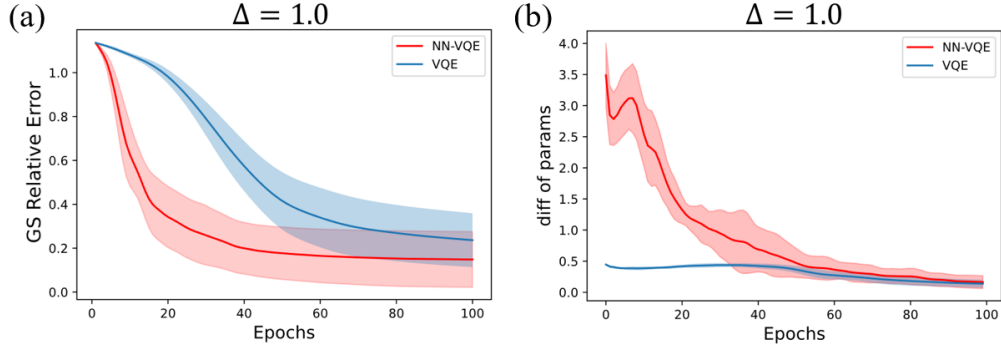 (a)
Δ = 1.0
NN-VQE
VQE
1.0
0.8
0.6
0.4
0.2
0.0
GS Relative Error
0
20
40
60
80
100
Epochs
(b)
Δ = 1.0
NN-VQE
VQE
4.0
3.5
3.0
2.5
2.0
1.5
1.0
0.5
0.0
diff of params
0
20
40
60
80
100
Epochs